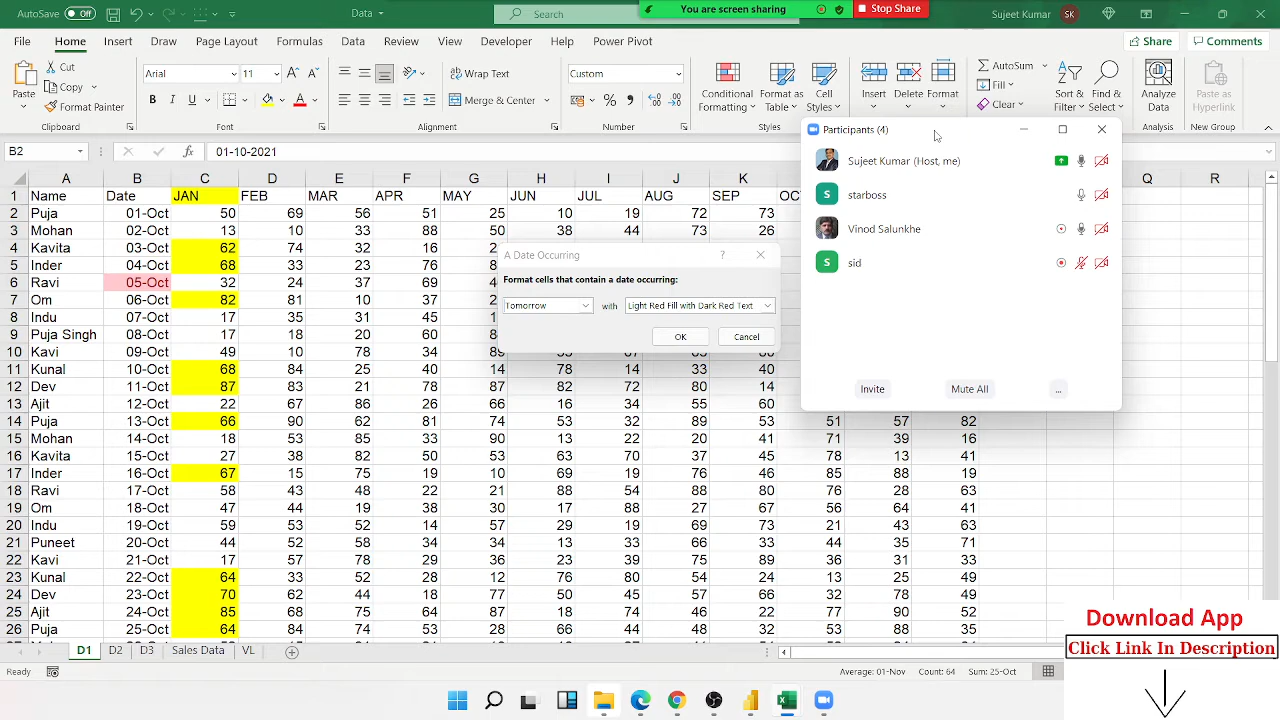 AutoSave Off Data Search You are screen sharing Stop Share Sujeet Kumar SK
File Home Insert Draw Page Layout Formulas Data Review View Developer Help Power Pivot Share Comments
Paste Cut Copy Format Painter Arial 11 Wrap Text Merge & Center Custom Conditional Formatting Format as Table Cell Styles Insert Delete Format AutoSum Fill Clear Sort & Filter Find & Select Analyze Data Paste as Hyperlink
Clipboard Font Alignment Number Styles Analysis New Group
B2 fx 01-10-2021
A B C D E F G H I J K Q R
1 Name Date JAN FEB MAR APR MAY JUN JUL AUG SEP
2 Puja 01-Oct 50 69 56 51 25 10 19 72 73
3 Mohan 02-Oct 13 10 33 88 50 38 44 73 26
4 Kavita 03-Oct 62 74 32 16
5 Inder 04-Oct 68 33 23 76
6 Ravi 05-Oct 32 24 37 69
7 Om 06-Oct 82 81 10 37
8 Indu 07-Oct 17 35 31 45
9 Puja Singh 08-Oct 17 18 20 60
10 Kavi 09-Oct 49 10 78 34
11 Kunal 10-Oct 68 84 25 40 14 78 14 33 40
12 Dev 11-Oct 87 83 21 78 87 82 72 80 14
13 Ajit 12-Oct 22 67 86 26 66 16 34 55 60
14 Puja 13-Oct 66 90 62 81 74 53 32 89 53 51 57 82
15 Mohan 14-Oct 18 53 85 94 90 13 22 20 41 71 39 16
16 Kavita 15-Oct 27 38 82 50 53 63 70 37 45 78 13 41
17 Inder 16-Oct 67 15 75 19 10 69 19 76 46 85 88 19
18 Ravi 17-Oct 58 43 48 22 21 88 54 88 80 76 28 63
19 Om 18-Oct 47 44 19 38 30 17 88 27 67 56 64 41
20 Indu 19-Oct 59 53 52 14 57 29 19 69 73 21 43 63
21 Puneet 20-Oct 44 52 58 34 34 13 33 66 33 44 35 71
22 Kavi 21-Oct 17 57 78 29 36 23 56 75 89 36 31 33
23 Kunal 22-Oct 64 33 52 28 12 76 80 54 24 13 25 49
24 Dev 23-Oct 70 62 44 18 77 50 45 57 66 32 78 49
25 Ajit 24-Oct 85 68 75 64 87 18 74 46 22 77 90 52
26 Puja 25-Oct 64 84 74 53 28 66 44 48 32 53 88 35
A Date Occurring
Format cells that contain a date occurring:
Tomorrow with Light Red Fill with Dark Red Text
OK Cancel
Participants (4)
Sujeet Kumar (Host, me)
S starboss
Vinod Salunkhe
S sid
Invite Mute All ...
D1 D2 D3 Sales Data VL
Ready Average: 01-Nov Count: 64 Sum: 25-Oct
Download App
Click Link In Description